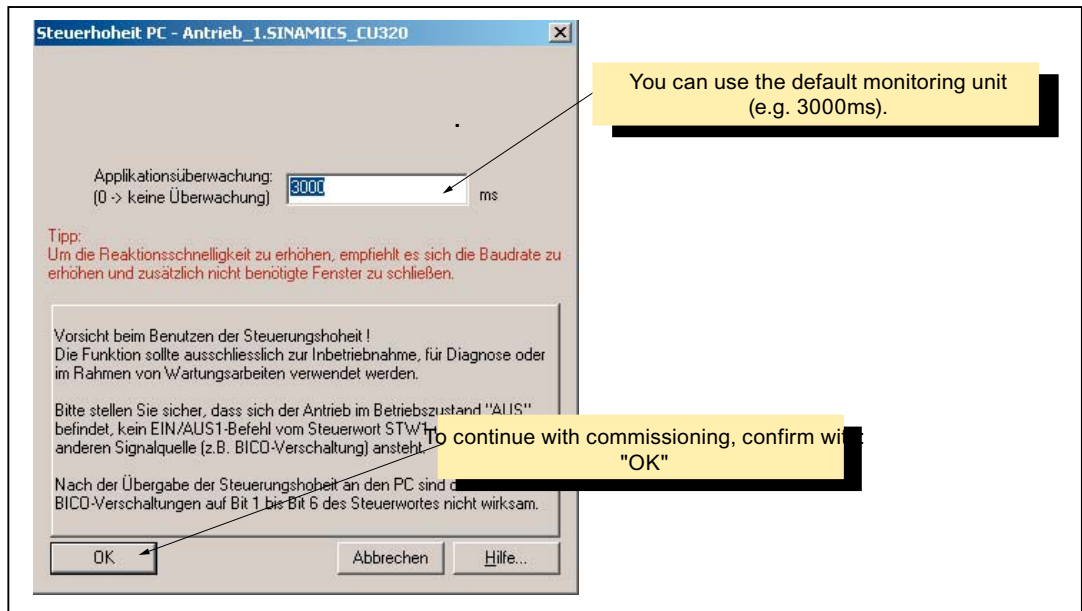 Steuerhoheit PC - Antrieb_1.SINAMICS_CU320
You can use the default monitoring unit
(e.g. 3000ms).
Applikationsüberwachung:
(0 -> keine Überwachung)
3000
ms
Tipp:
Um die Reaktionsschnelligkeit zu erhöhen, empfiehlt es sich die Baudrate zu
erhöhen und zusätzlich nicht benötigte Fenster zu schließen.
Vorsicht beim Benutzen der Steuerungshoheit !
Die Funktion sollte ausschliesslich zur Inbetriebnahme, für Diagnose oder
im Rahmen von Wartungsarbeiten verwendet werden.
Bitte stellen Sie sicher, dass sich der Antrieb im Betriebszustand "AUS"
befindet, kein EIN/AUS1-Befehl vom Steuerwort STW1
anderen Signalquelle (z.B. BICO-Verschaltung) ansteht.
To continue with commissioning, confirm with
"OK"
Nach der Übergabe der Steuerungshoheit an den PC sind
BICO-Verschaltungen auf Bit 1 bis Bit 6 des Steuerwortes nicht wirksam.
OK
Abbrechen
Hilfe...